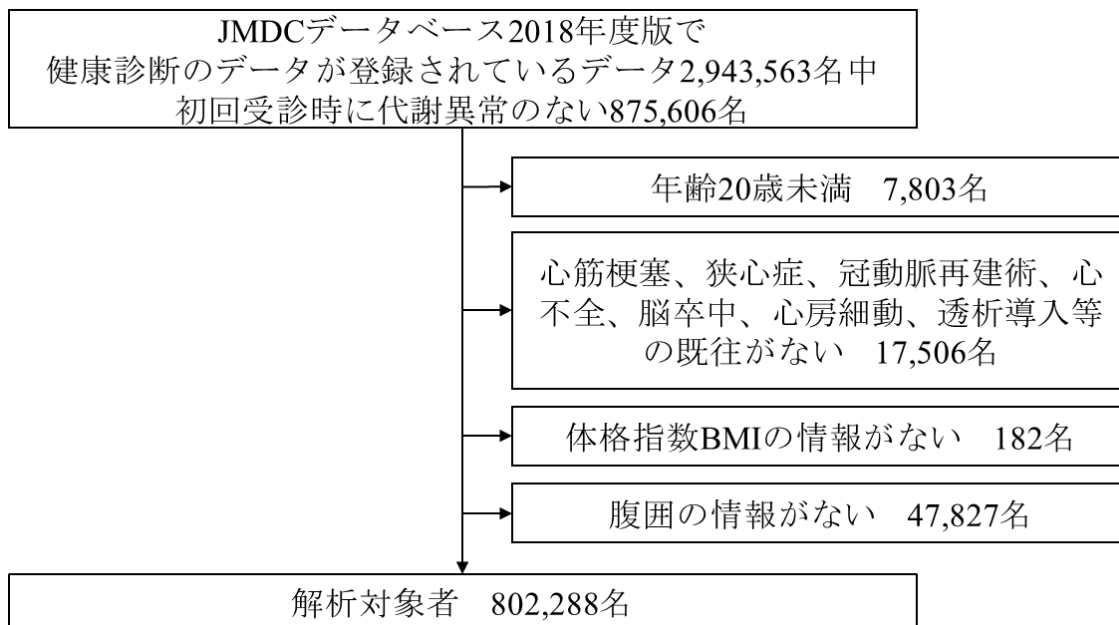 JMDCデータベース2018年度版で
健康診断のデータが登録されているデータ2,943,563名中
初回受診時に代謝異常のない875,606名
年齢20歳未満　7,803名
心筋梗塞、狭心症、冠動脈再建術、心
不全、脳卒中、心房細動、透析導入等
の既往がない　17,506名
体格指数BMIの情報がない　182名
腹囲の情報がない　47,827名
解析対象者　802,288名